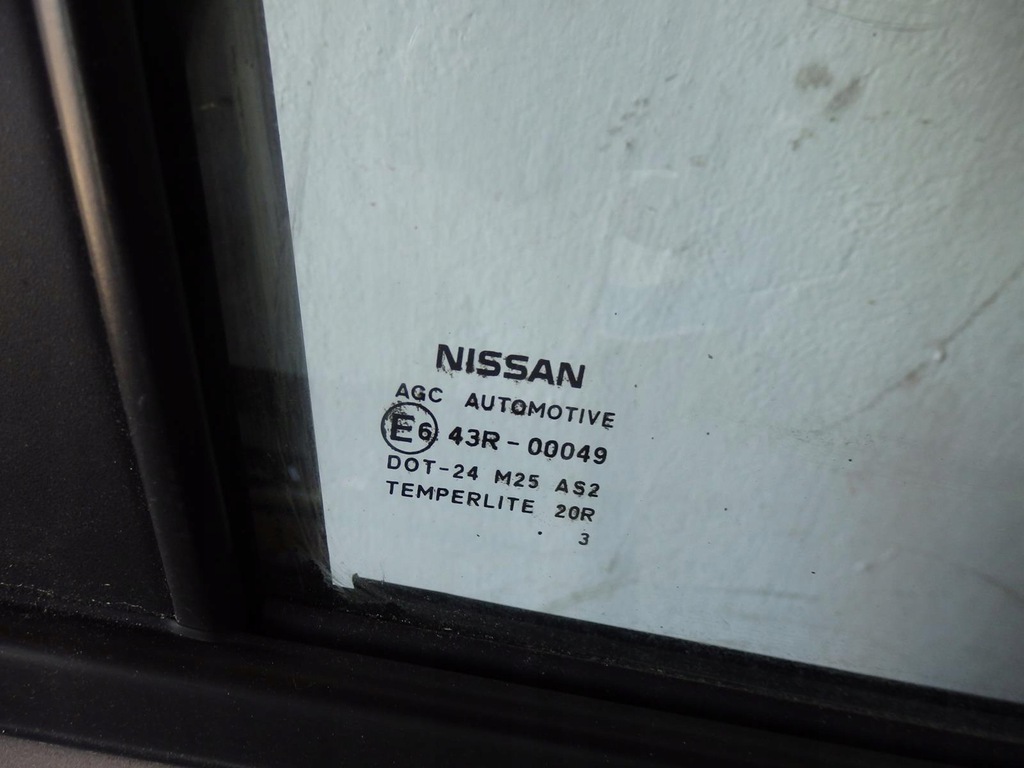 NISSAN
AGC AUTOMOTIVE
E6 43R-00049
DOT-24 M25 AS2
TEMPERLITE 20R
. 3